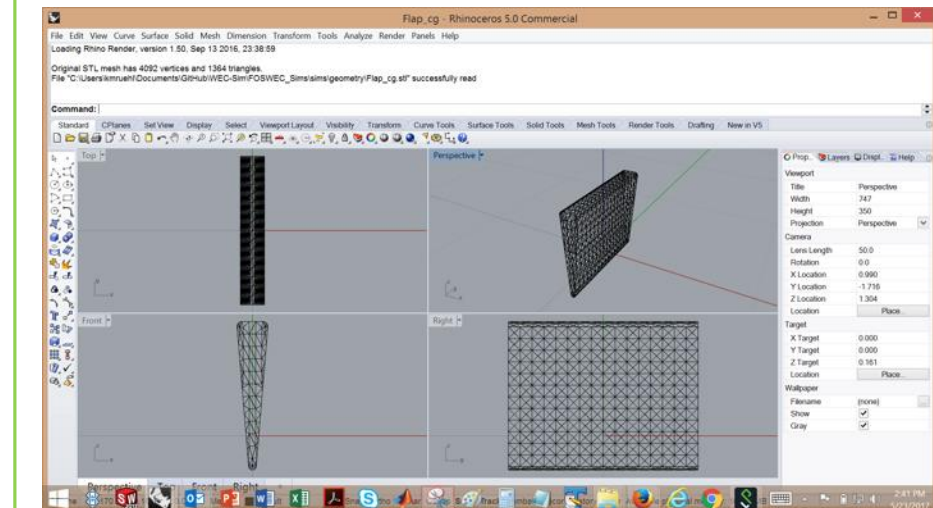 Flap_cg - Rhinoceros 5.0 Commercial
File Edit View Curve Surface Solid Mesh Dimension Transform Tools Analyze Render Panels Help
Loading Rhino Render, version 1.50, Sep 13 2016, 23:38:59
Original STL mesh has 4092 vertices and 1364 triangles.
File "C:\Users\kmruehl\Documents\GitHub\WEC-Sim\FOSWEC_Sims\sims\geometry\Flap_cg.stl" successfully read
Command:
Standard CPlanes Set View Display Select Viewport Layout Visibility Transform Curve Tools Surface Tools Solid Tools Mesh Tools Render Tools Drafting New in V5
Top
Perspective
Front
Right
Prop.. Layers Displ.. Help
Viewport
Title Perspective
Width 747
Height 350
Projection Perspective
Camera
Lens Length 50.0
Rotation 0.0
X Location 0.990
Y Location -1.716
Z Location 1.304
Location Place...
Target
X Target 0.000
Y Target 0.000
Z Target 0.161
Location Place...
Wallpaper
Filename (none)
Show
Gray
Perspective Top Front Right
2:41 PM
5/23/2017